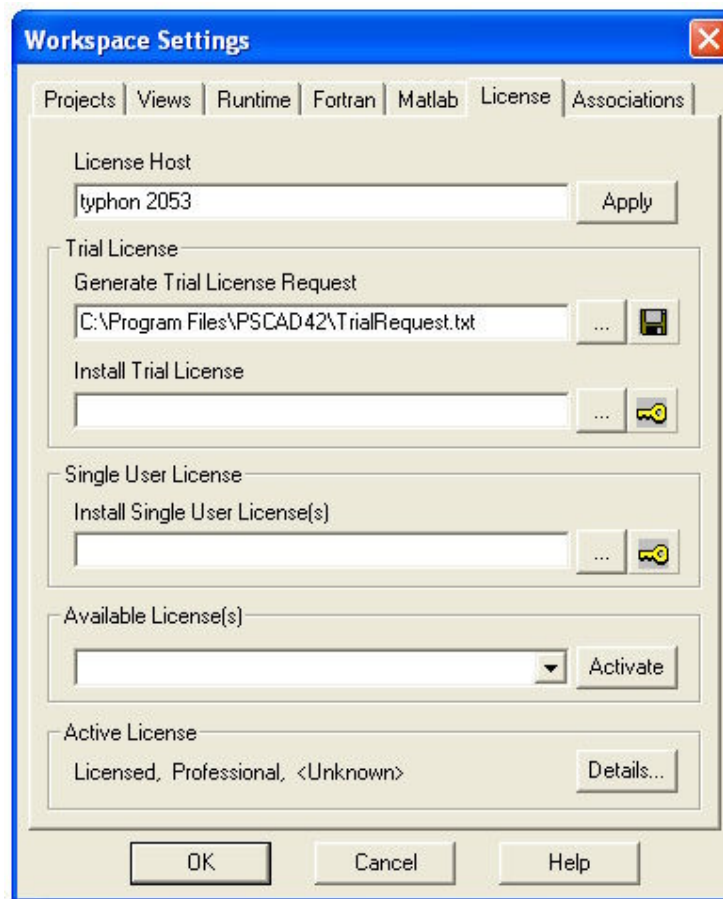 Workspace Settings
Projects Views Runtime Fortran Matlab License Associations
License Host
typhon 2053 Apply
Trial License
Generate Trial License Request
C:\Program Files\PSCAD42\TrialRequest.txt ...
Install Trial License
...
Single User License
Install Single User License(s)
...
Available License(s)
Activate
Active License
Licensed, Professional, <Unknown> Details...
OK Cancel Help